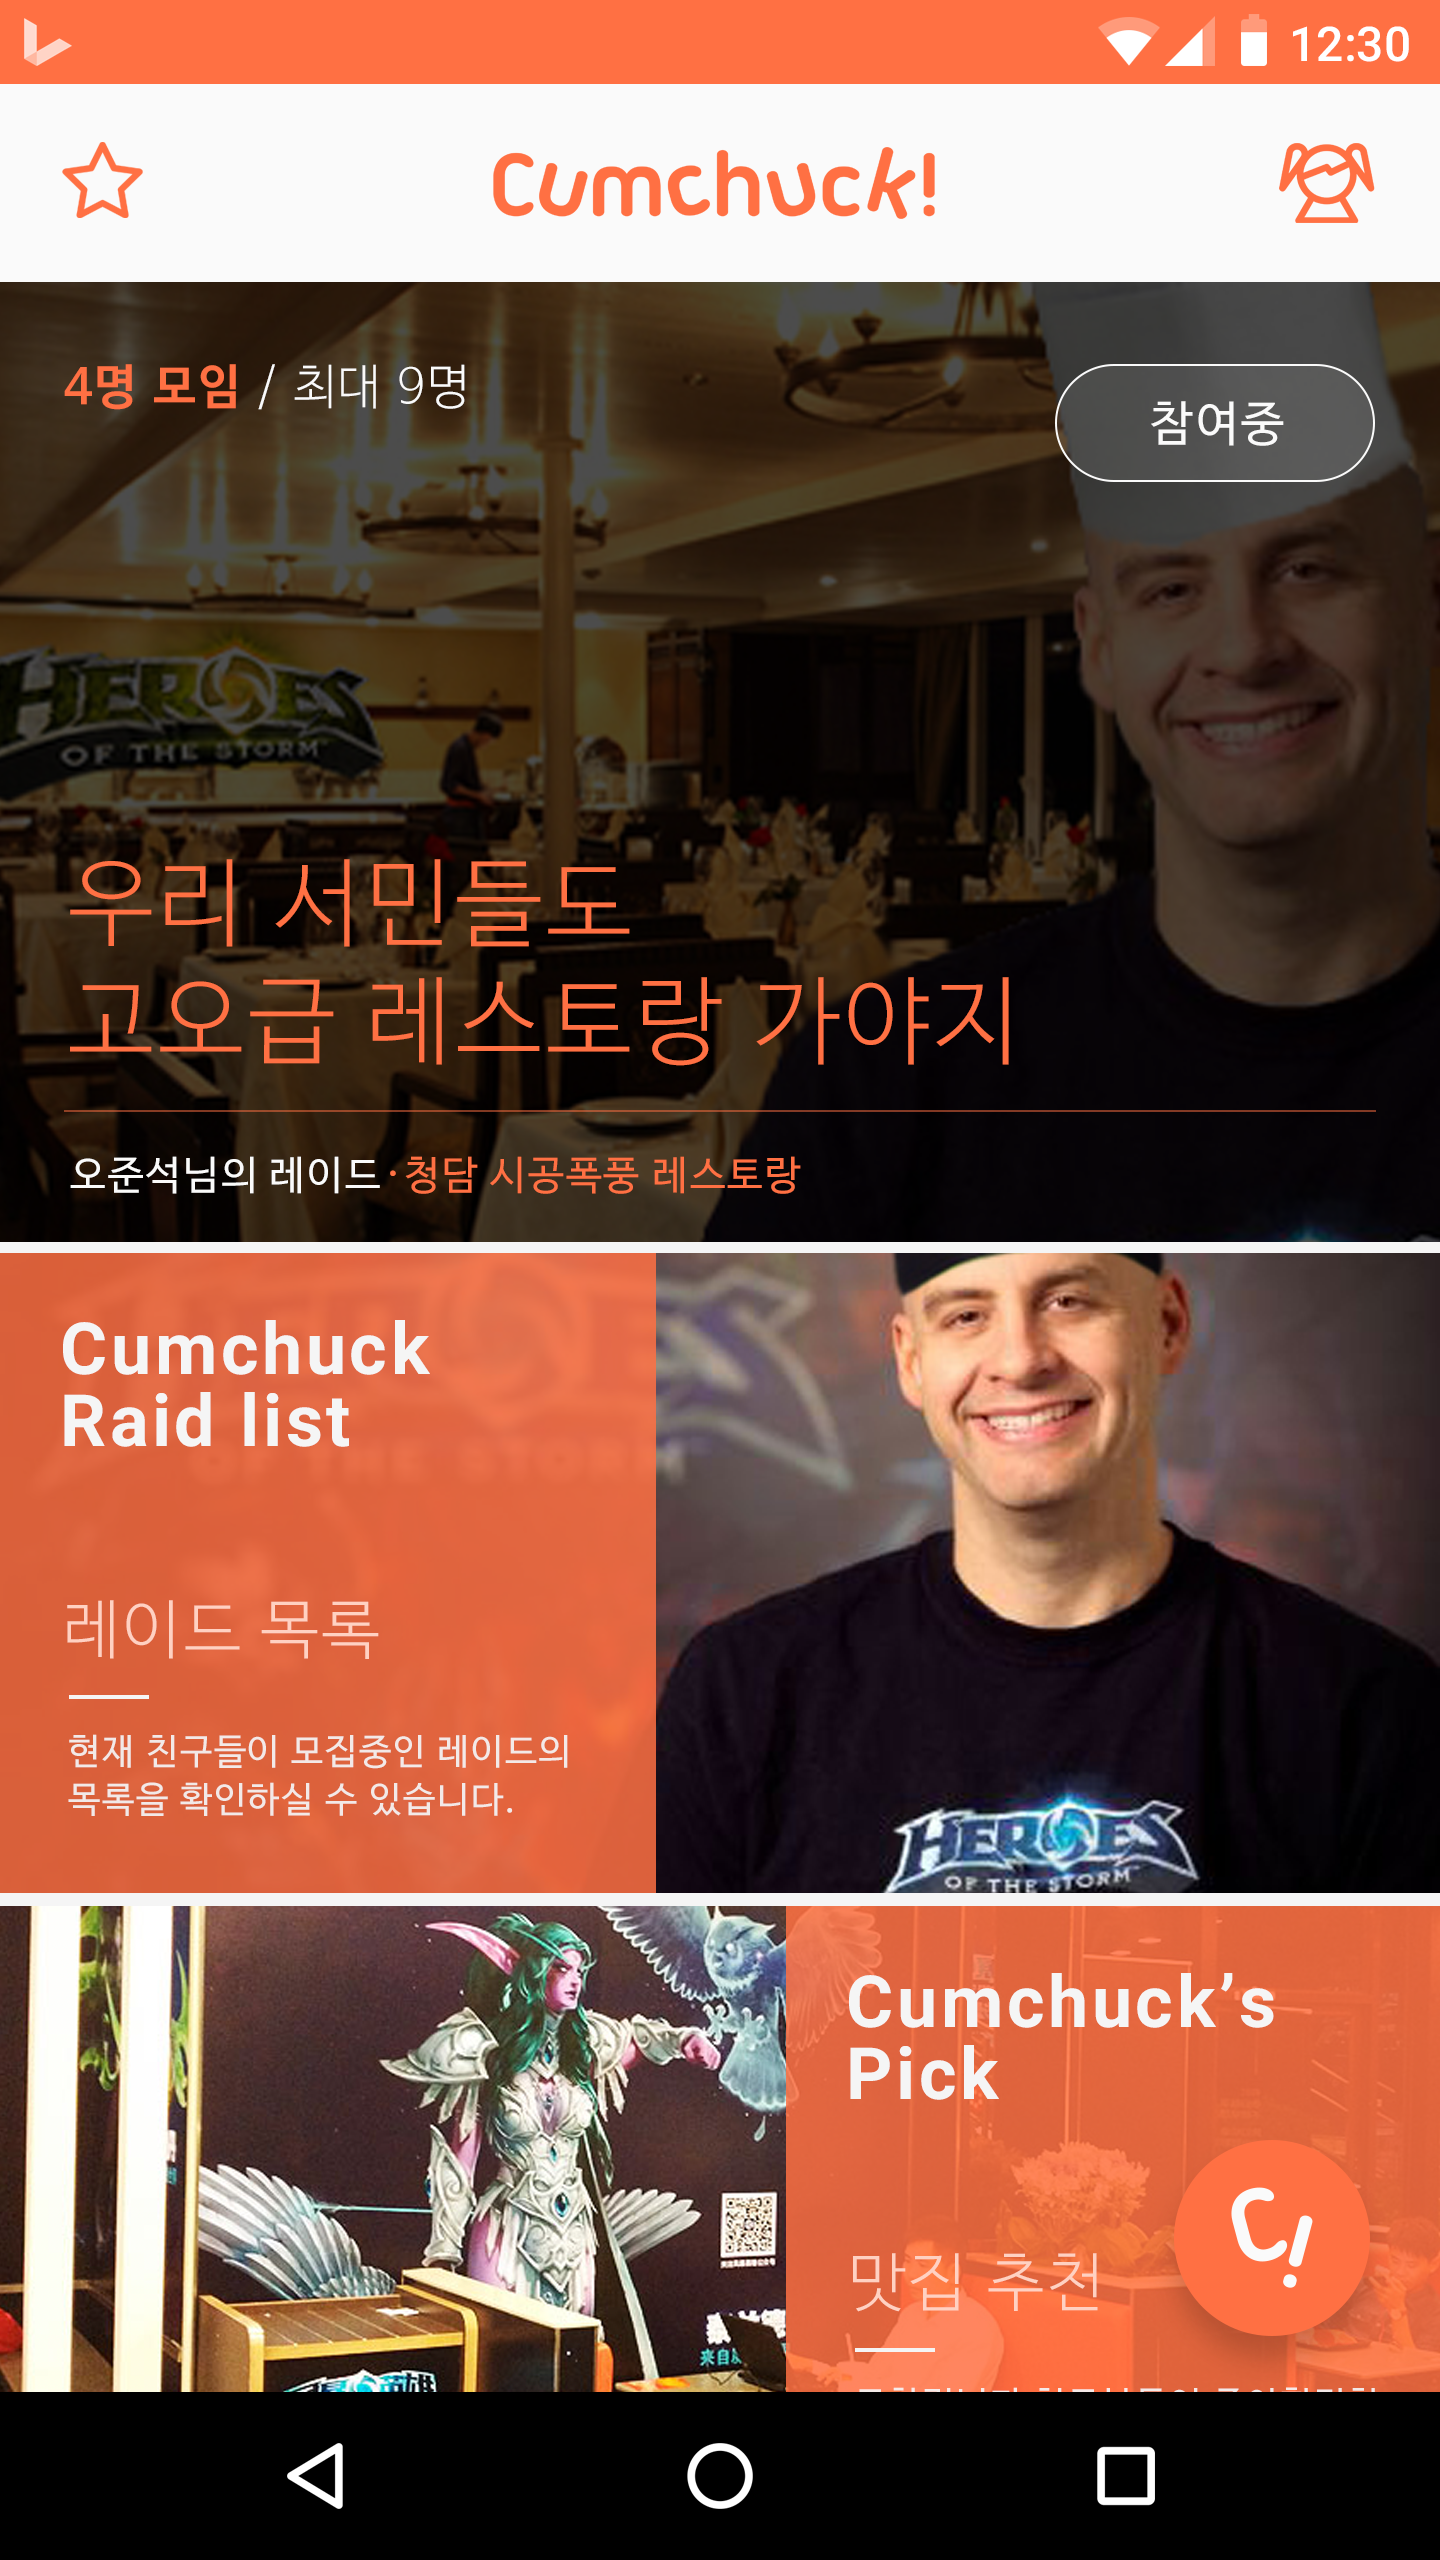 12:30
Cumchuck!
4명 모임 / 최대 9명
참여중
HEROES
OF THE STORM
우리 서민들도
고오급 레스토랑 가야지
오준석님의 레이드·청담 시공폭풍 레스토랑
Cumchuck
Raid list
OF THE STORM
레이드 목록
현재 친구들이 모집중인 레이드의
목록을 확인하실 수 있습니다.
HEROES
OF THE STORM
Cumchuck’s
Pick
맛집 추천
C!
来自